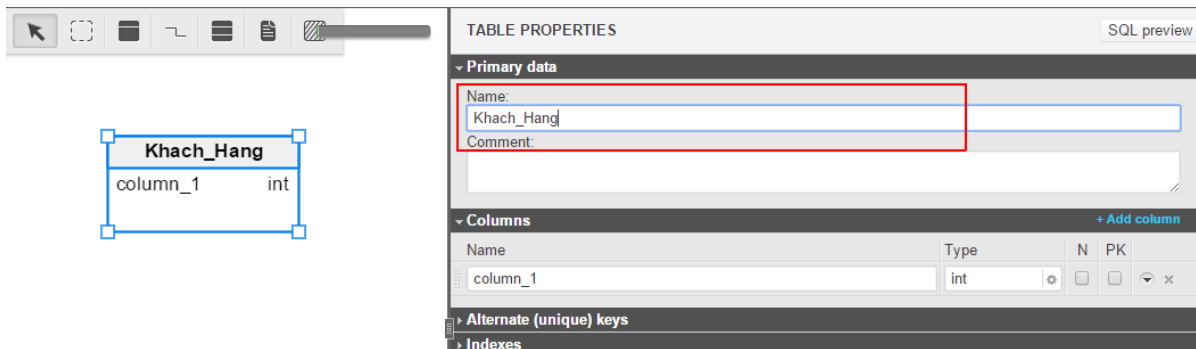 TABLE PROPERTIES
SQL preview
Primary data
Name:
Khach_Hang
Comment:
Khach_Hang
column_1 int
Columns
+ Add column
Name Type N PK
column_1 int
Alternate (unique) keys
Indexes